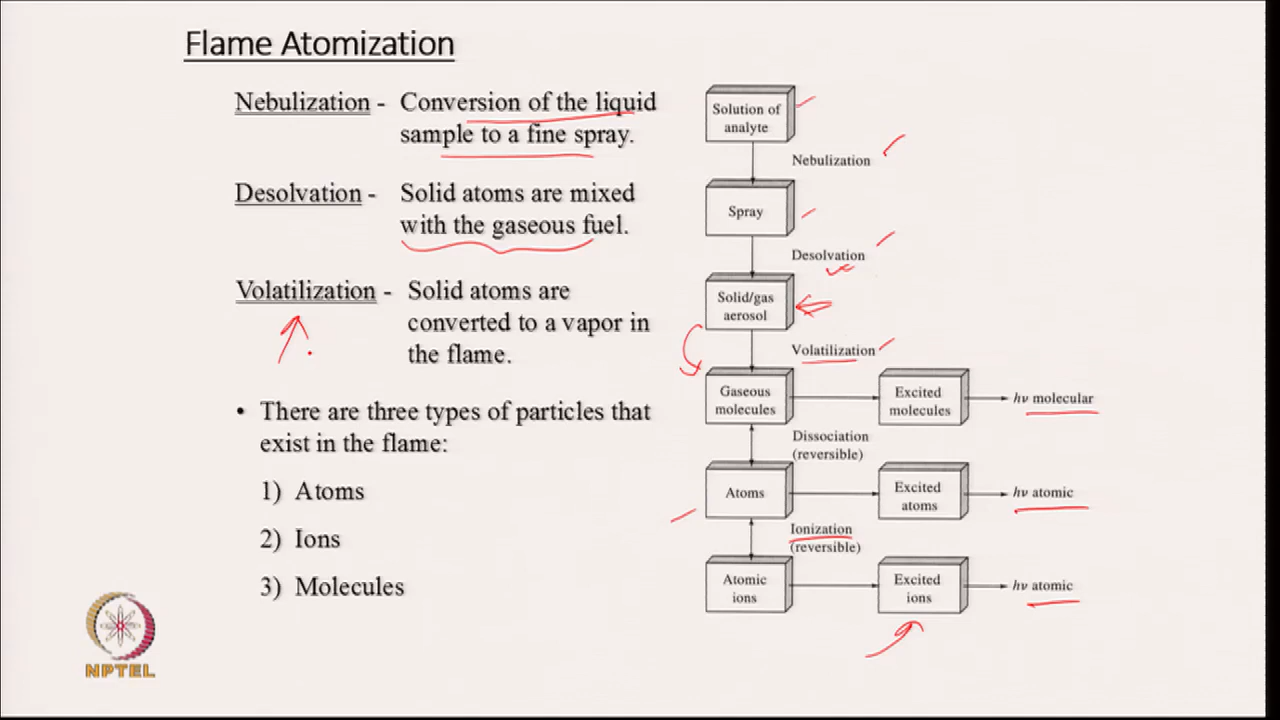 Flame Atomization
Nebulization - Conversion of the liquid
sample to a fine spray.
Desolvation - Solid atoms are mixed
with the gaseous fuel.
Volatilization - Solid atoms are
converted to a vapor in
the flame.
• There are three types of particles that
exist in the flame:
1) Atoms
2) Ions
3) Molecules
Solution of
analyte
Nebulization
Spray
Desolvation
Solid/gas
aerosol
Volatilization
Gaseous
molecules
Excited
molecules
hν molecular
Dissociation
(reversible)
Atoms
Excited
atoms
hν atomic
Ionization
(reversible)
Atomic
ions
Excited
ions
hν atomic
NPTEL